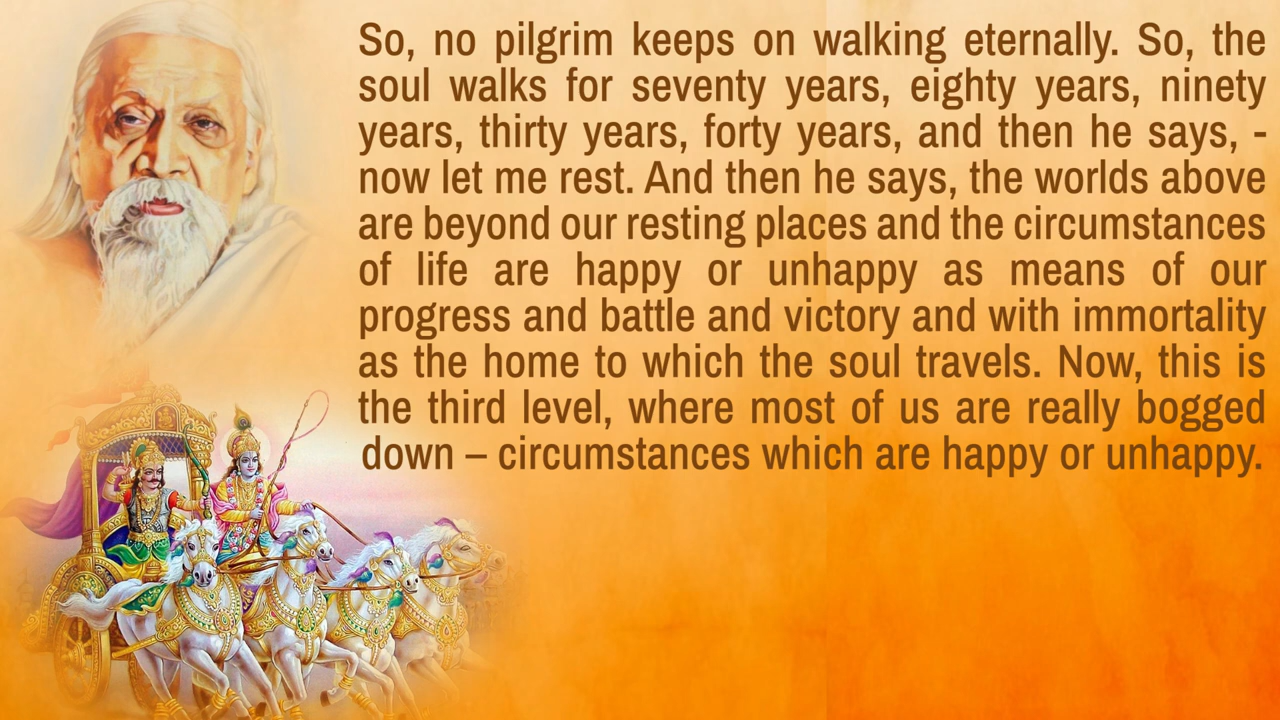 So, no pilgrim keeps on walking eternally. So, the
soul walks for seventy years, eighty years, ninety
years, thirty years, forty years, and then he says, -
now let me rest. And then he says, the worlds above
are beyond our resting places and the circumstances
of life are happy or unhappy as means of our
progress and battle and victory and with immortality
as the home to which the soul travels. Now, this is
the third level, where most of us are really bogged
down – circumstances which are happy or unhappy.